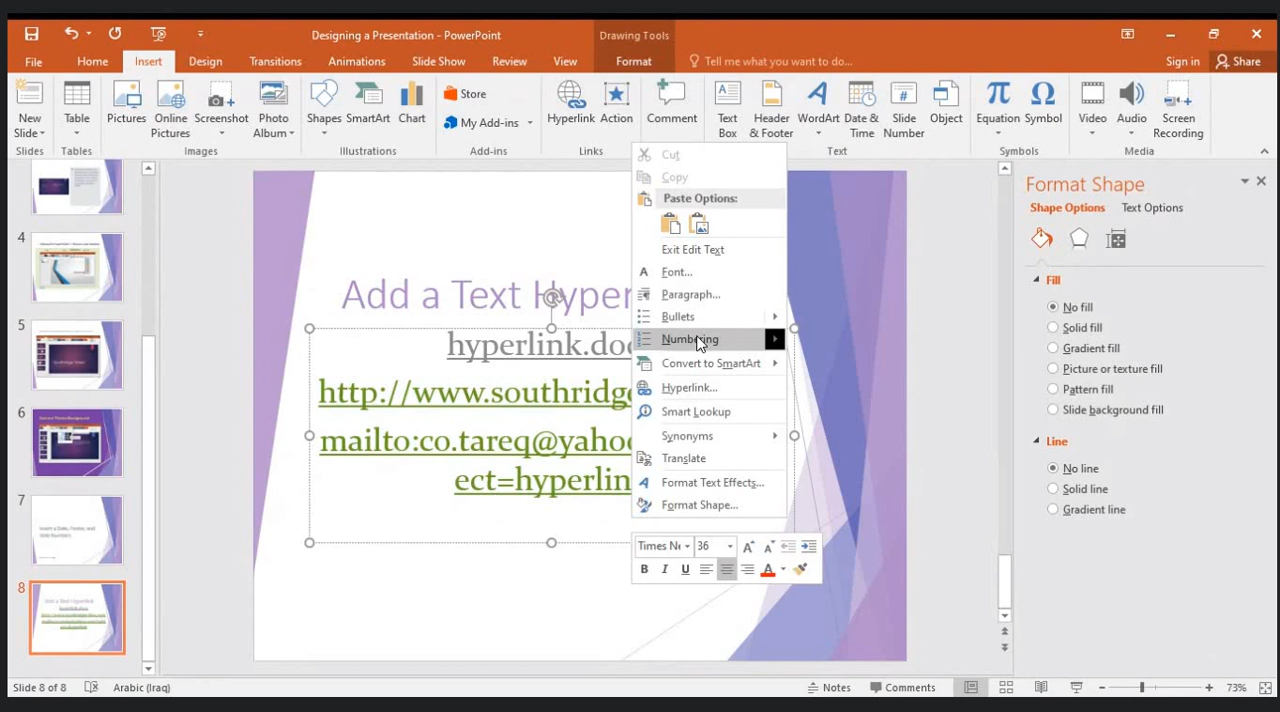 Designing a Presentation - PowerPoint
Drawing Tools
File Home Insert Design Transitions Animations Slide Show Review View Format Tell me what you want to do... Sign in Share
New Slide Table Pictures Online Pictures Screenshot Photo Album Shapes SmartArt Chart Store My Add-ins Hyperlink Action Comment Text Box Header & Footer WordArt Date & Time Slide Number Object Equation Symbol Video Audio Screen Recording
Slides Tables Images Illustrations Add-ins Links Text Symbols Media
4
5
6
7
8
Insert a Date, Footer, and
Slide Numbers
Add a Text Hyper
hyperlink.doc
http://www.southridge
mailto:co.tareq@yahoo
ect=hyperlin
Cut
Copy
Paste Options:
Exit Edit Text
Font...
Paragraph...
Bullets
Numbering
Convert to SmartArt
Hyperlink...
Smart Lookup
Synonyms
Translate
Format Text Effects...
Format Shape...
Times Ne 36
B I U A
Format Shape
Shape Options Text Options
Fill
No fill
Solid fill
Gradient fill
Picture or texture fill
Pattern fill
Slide background fill
Line
No line
Solid line
Gradient line
Slide 8 of 8 Arabic (Iraq) Notes Comments 73%